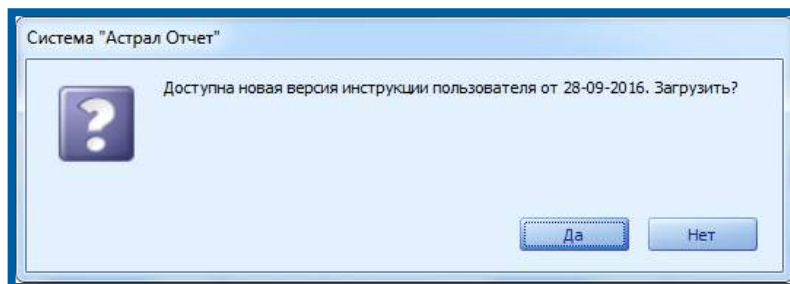 Система "Астрал Отчет"
Доступна новая версия инструкции пользователя от 28-09-2016. Загрузить?
Да
Нет